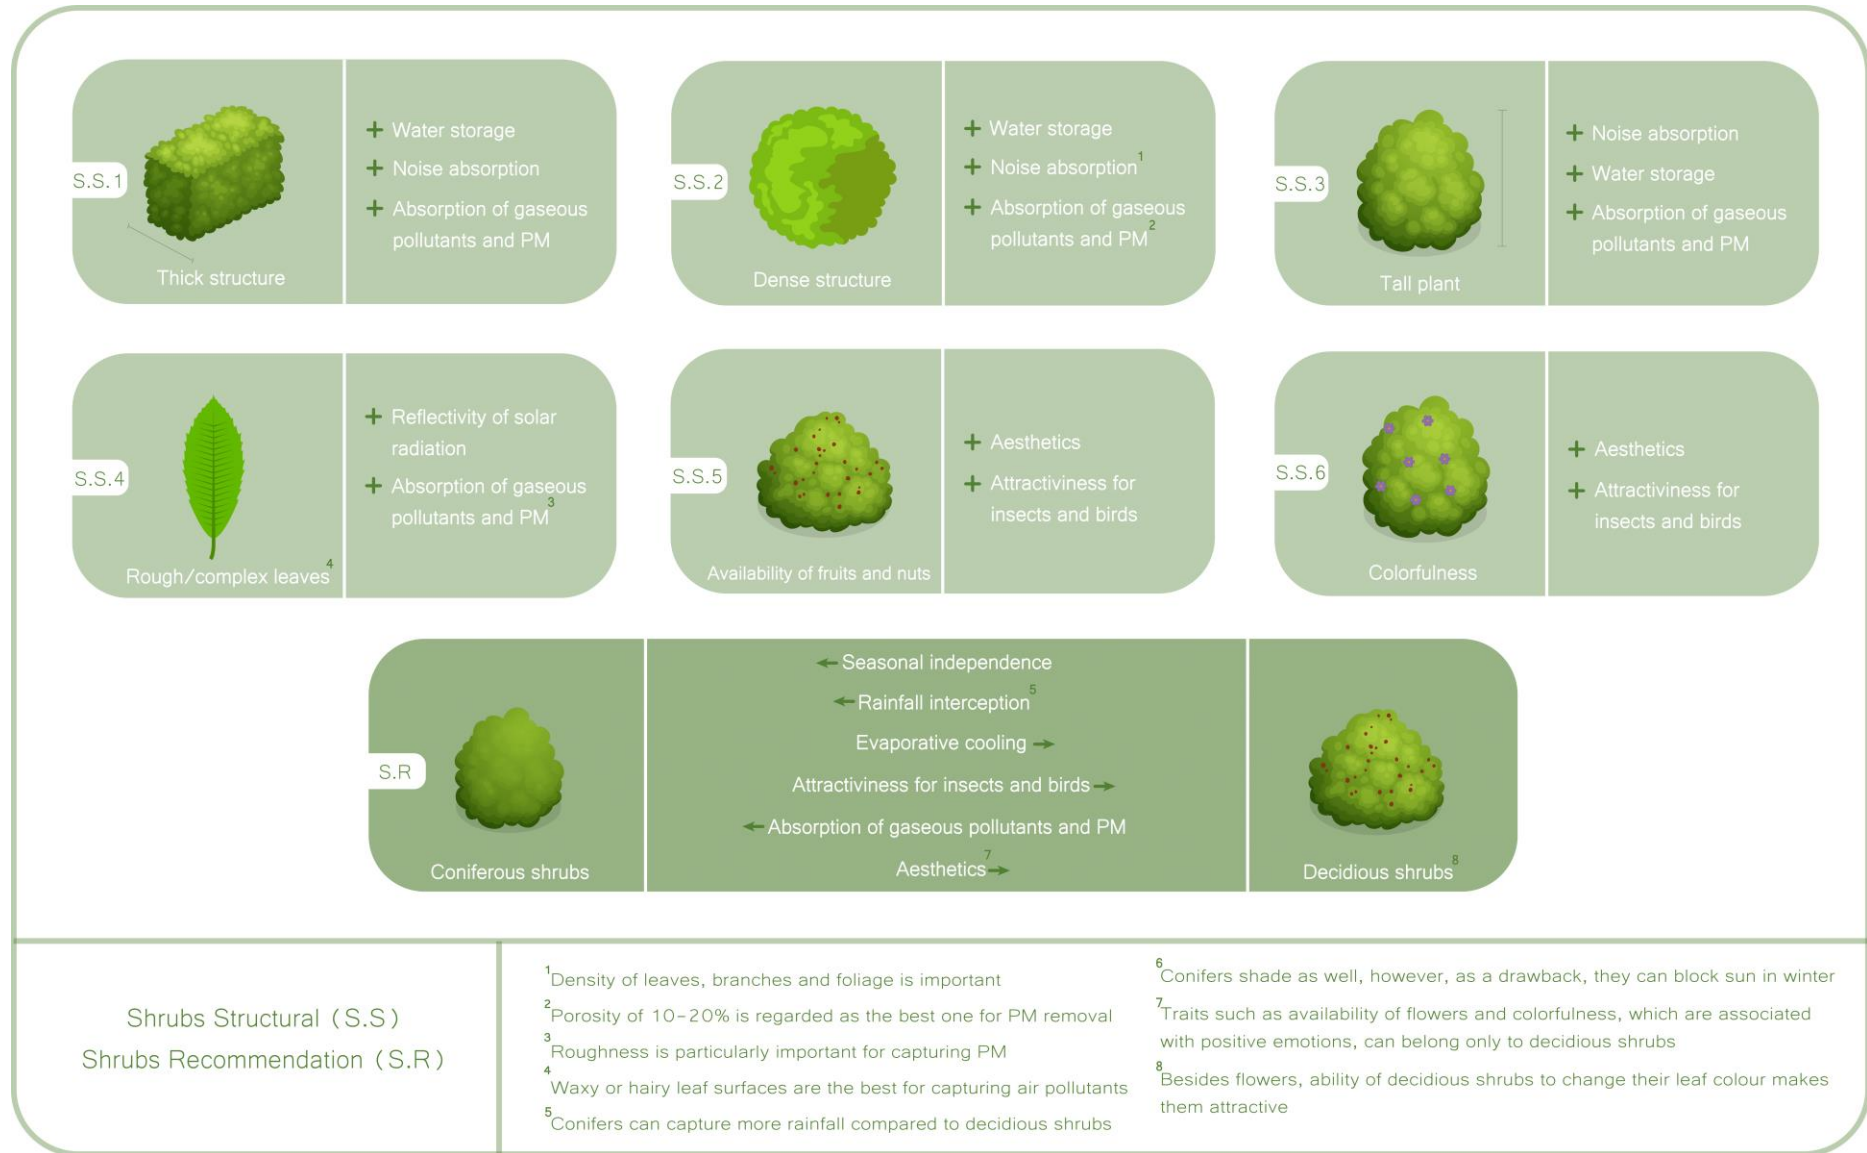 S.S.1
Thick structure
+ Water storage
+ Noise absorption
+ Absorption of gaseous
pollutants and PM
S.S.2
Dense structure
+ Water storage
+ Noise absorption1
+ Absorption of gaseous
pollutants and PM2
S.S.3
Tall plant
+ Noise absorption
+ Water storage
+ Absorption of gaseous
pollutants and PM
S.S.4
Rough/complex leaves4
+ Reflectivity of solar
radiation
+ Absorption of gaseous
pollutants and PM3
S.S.5
Availability of fruits and nuts
+ Aesthetics
+ Attractiviness for
insects and birds
S.S.6
Colorfulness
+ Aesthetics
+ Attractiviness for
insects and birds
S.R
Coniferous shrubs
← Seasonal independence
← Rainfall interception5
Evaporative cooling →
Attractiviness for insects and birds →
← Absorption of gaseous pollutants and PM
Aesthetics7 →
Decidious shrubs8
Shrubs Structural (S.S)
Shrubs Recommendation (S.R)
1Density of leaves, branches and foliage is important
2Porosity of 10-20% is regarded as the best one for PM removal
3Roughness is particularly important for capturing PM
4Waxy or hairy leaf surfaces are the best for capturing air pollutants
5Conifers can capture more rainfall compared to decidious shrubs
6Conifers shade as well, however, as a drawback, they can block sun in winter
7Traits such as availability of flowers and colorfulness, which are associated
with positive emotions, can belong only to decidious shrubs
8Besides flowers, ability of decidious shrubs to change their leaf colour makes
them attractive